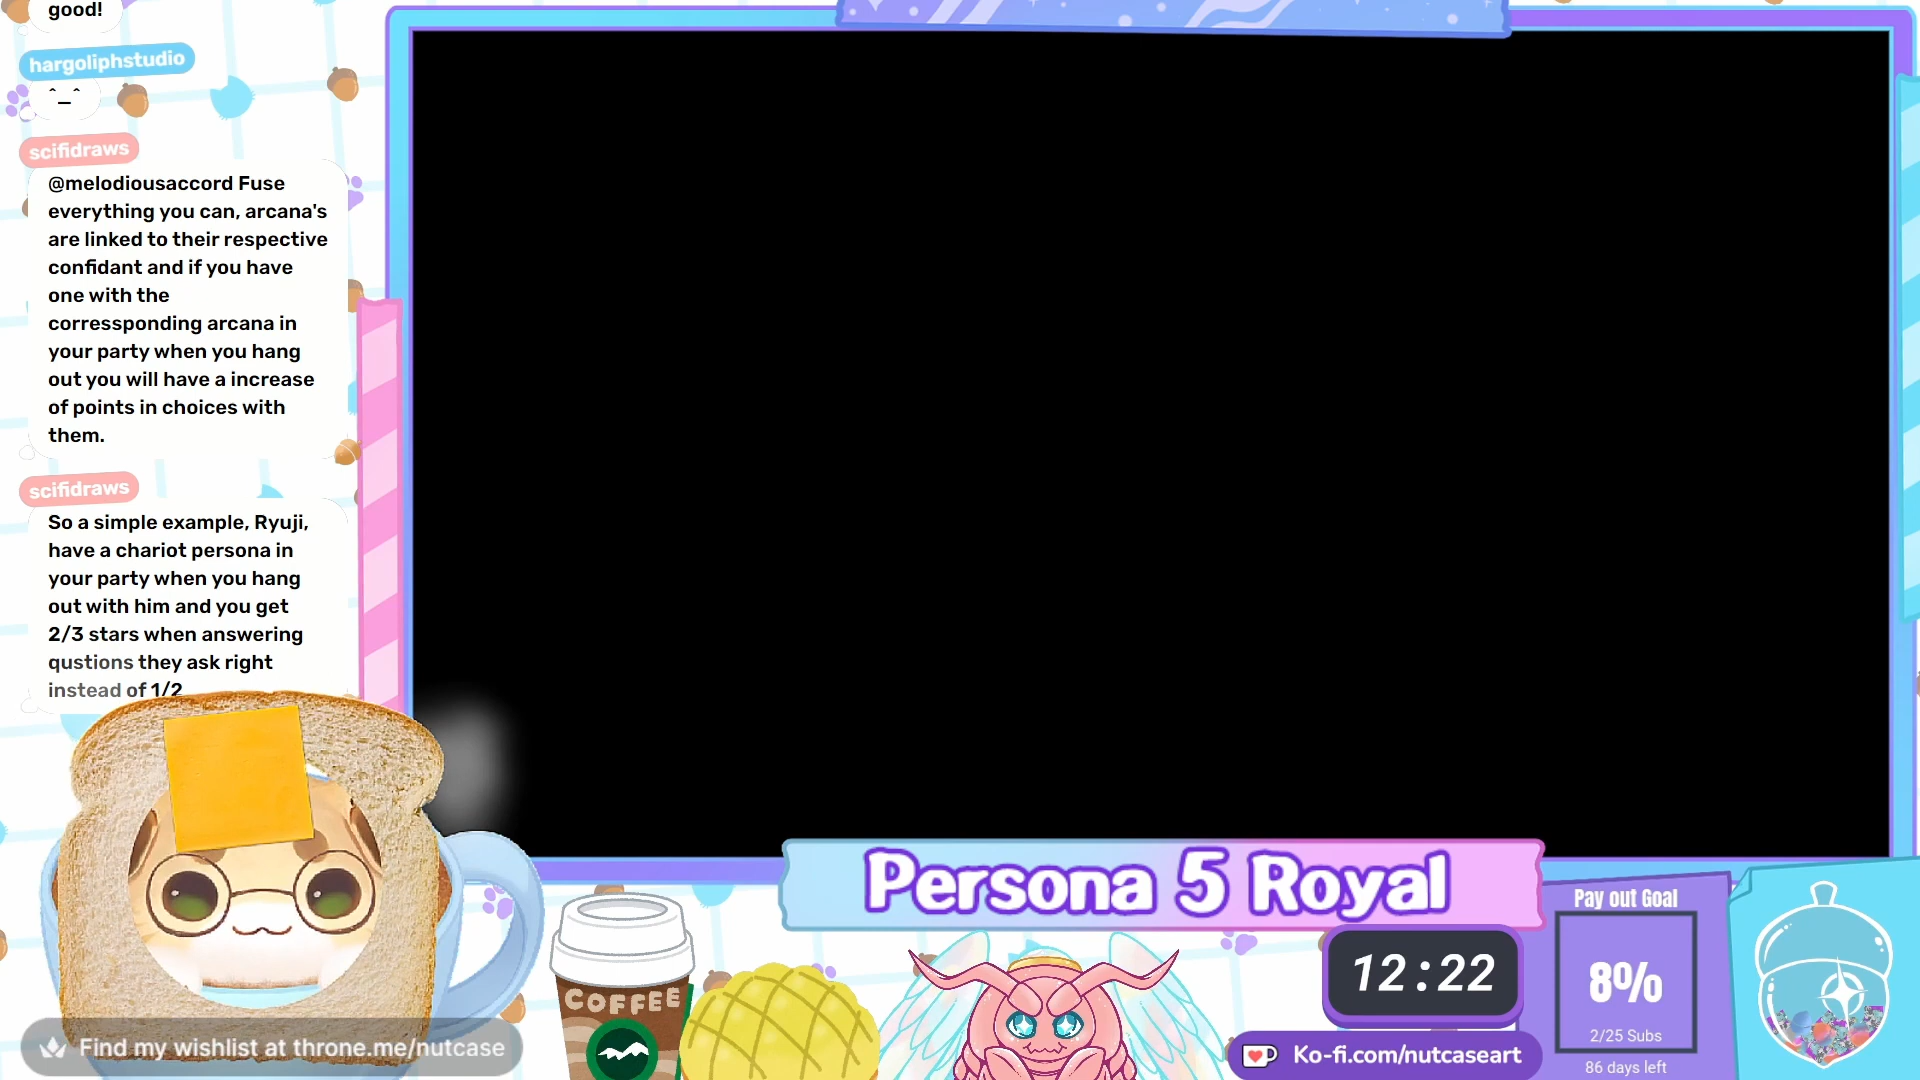 good!
hargoliphstudio
^_^
scifidraws
@melodiousaccord Fuse
everything you can, arcana's
are linked to their respective
confidant and if you have
one with the
corressponding arcana in
your party when you hang
out you will have a increase
of points in choices with
them.
scifidraws
So a simple example, Ryuji,
have a chariot persona in
your party when you hang
out with him and you get
2/3 stars when answering
qustions they ask right
instead of 1/2
Persona 5 Royal
COFFEE
12:22
Pay out Goal
8%
2/25 Subs
86 days left
Find my wishlist at throne.me/nutcase
Ko-fi.com/nutcaseart